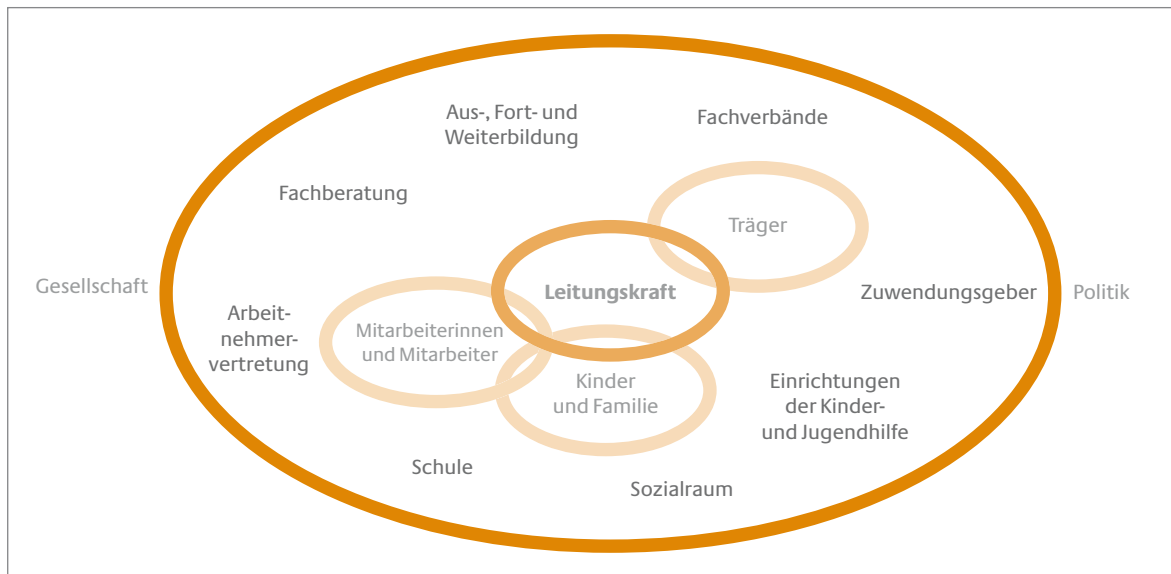 Aus-, Fort- und
Weiterbildung
Fachverbände
Fachberatung
Träger
Gesellschaft
Leitungskraft
Zuwendungsgeber
Politik
Arbeit-
nehmer-
vertretung
Mitarbeiterinnen
und Mitarbeiter
Kinder
und Familie
Einrichtungen
der Kinder-
und Jugendhilfe
Schule
Sozialraum